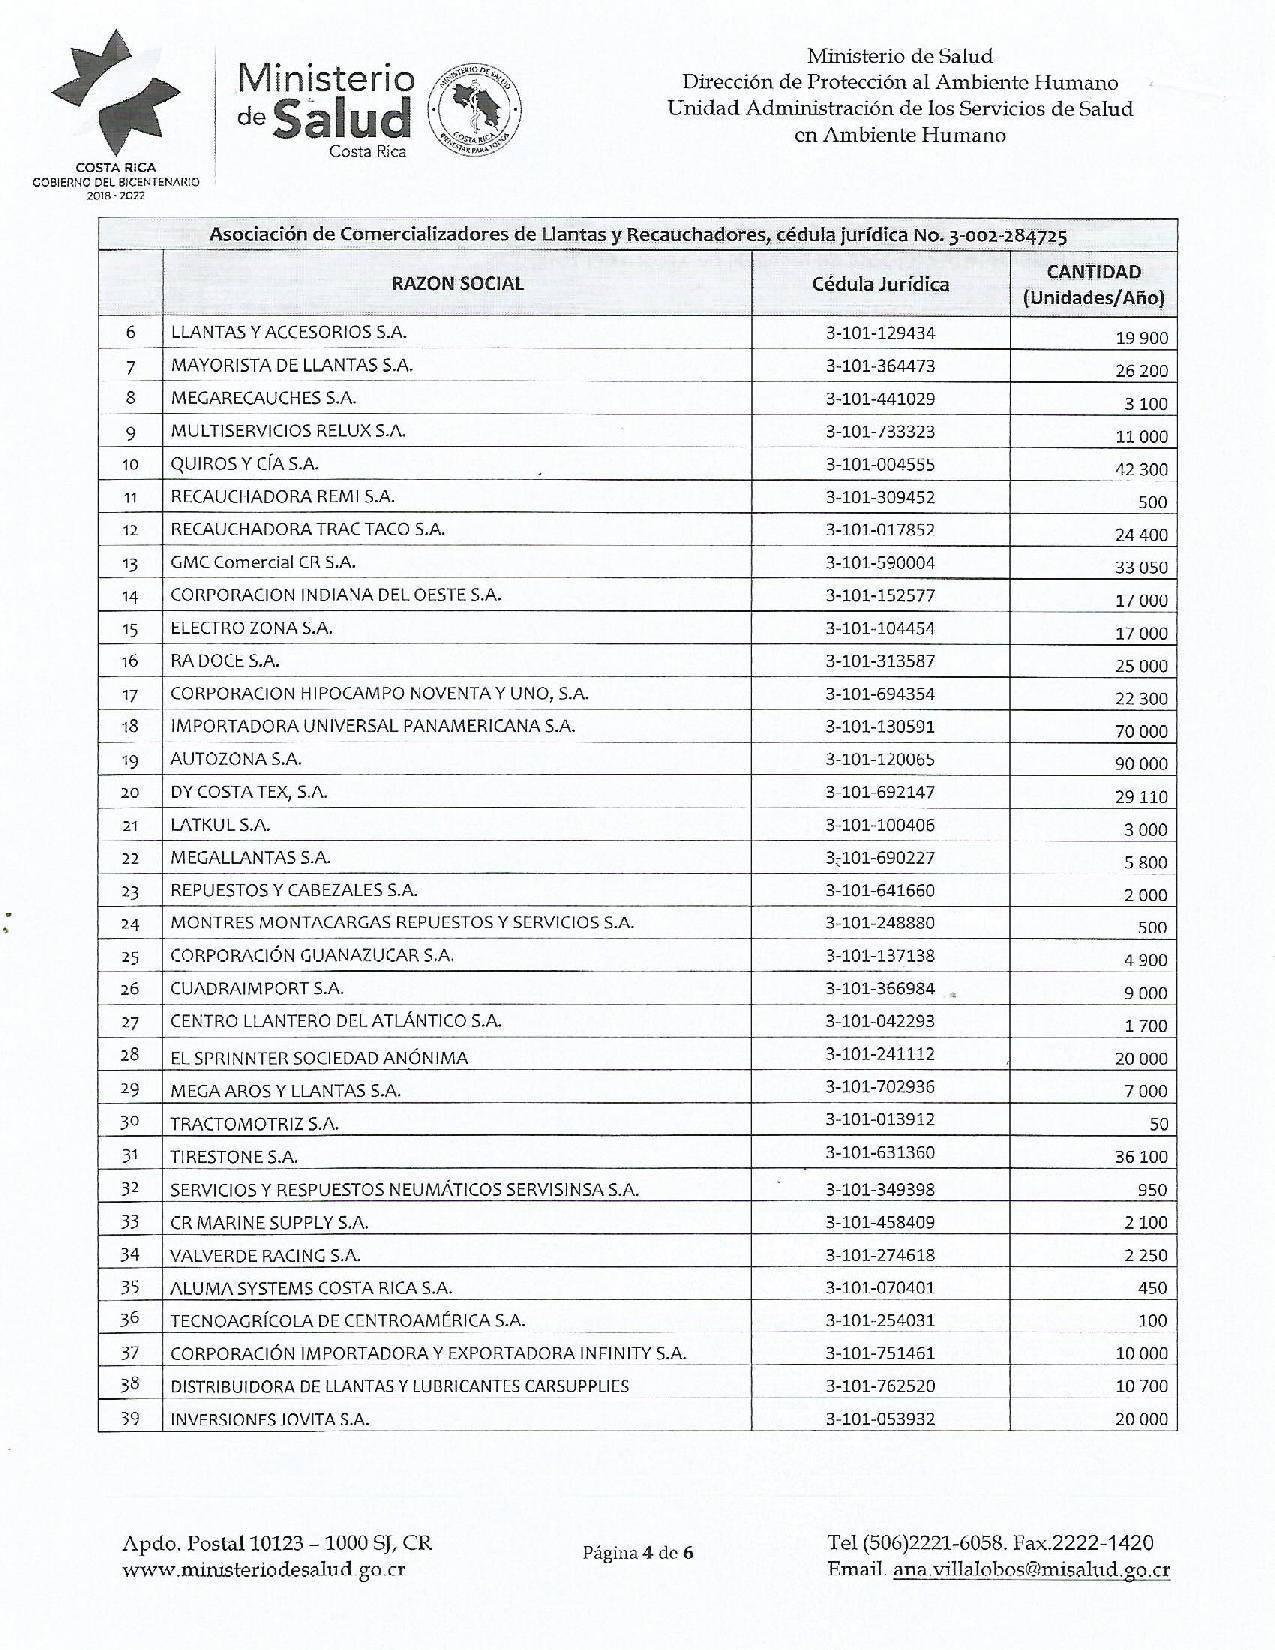 Ministerio
de Salud
Costa Rica
COSTA RICA
GOBIERNO DEL BICENTENARIO
2018 - 2022
Ministerio de Salud
Dirección de Protección al Ambiente Humano
Unidad Administración de los Servicios de Salud
en Ambiente Humano
Asociación de Comercializadores de Llantas y Recauchadores, cédula jurídica No. 3-002-284725
RAZON SOCIAL Cédula Jurídica CANTIDAD (Unidades/Año)
6 LLANTAS Y ACCESORIOS S.A. 3-101-129434 19 900
7 MAYORISTA DE LLANTAS S.A. 3-101-364473 26 200
8 MEGARECAUCHES S.A. 3-101-441029 3 100
9 MULTISERVICIOS RELUX S.A. 3-101-733323 11 000
10 QUIROS Y CÍA S.A. 3-101-004555 42 300
11 RECAUCHADORA REMI S.A. 3-101-309452 500
12 RECAUCHADORA TRAC TACO S.A. 3-101-017852 24 400
13 GMC Comercial CR S.A. 3-101-590004 33 050
14 CORPORACION INDIANA DEL OESTE S.A. 3-101-152577 17 000
15 ELECTRO ZONA S.A. 3-101-104454 17 000
16 RA DOCE S.A. 3-101-313587 25 000
17 CORPORACION HIPOCAMPO NOVENTA Y UNO, S.A. 3-101-694354 22 300
18 IMPORTADORA UNIVERSAL PANAMERICANA S.A. 3-101-130591 70 000
19 AUTOZONA S.A. 3-101-120065 90 000
20 DY COSTA TEX, S.A. 3-101-692147 29 110
21 LATKUL S.A. 3-101-100406 3 000
22 MEGALLANTAS S.A. 3-101-690227 5 800
23 REPUESTOS Y CABEZALES S.A. 3-101-641660 2 000
24 MONTRES MONTACARGAS REPUESTOS Y SERVICIOS S.A. 3-101-248880 500
25 CORPORACIÓN GUANAZUCAR S.A. 3-101-137138 4 900
26 CUADRAIMPORT S.A. 3-101-366984 9 000
27 CENTRO LLANTERO DEL ATLÁNTICO S.A. 3-101-042293 1 700
28 EL SPRINNTER SOCIEDAD ANÓNIMA 3-101-241112 20 000
29 MEGA AROS Y LLANTAS S.A. 3-101-702936 7 000
30 TRACTOMOTRIZ S.A. 3-101-013912 50
31 TIRESTONE S.A. 3-101-631360 36 100
32 SERVICIOS Y RESPUESTOS NEUMÁTICOS SERVISINSA S.A. 3-101-349398 950
33 CR MARINE SUPPLY S.A. 3-101-458409 2 100
34 VALVERDE RACING S.A. 3-101-274618 2 250
35 ALUMA SYSTEMS COSTA RICA S.A. 3-101-070401 450
36 TECNOAGRÍCOLA DE CENTROAMÉRICA S.A. 3-101-254031 100
37 CORPORACIÓN IMPORTADORA Y EXPORTADORA INFINITY S.A. 3-101-751461 10 000
38 DISTRIBUIDORA DE LLANTAS Y LUBRICANTES CARSUPPLIES 3-101-762520 10 700
39 INVERSIONES JOVITA S.A. 3-101-053932 20 000
Apdo. Postal 10123 – 1000 SJ, CR
www.ministeriodesalud.go.cr
Página 4 de 6
Tel (506)2221-6058. Fax.2222-1420
Email. ana.villalobos@misalud.go.cr